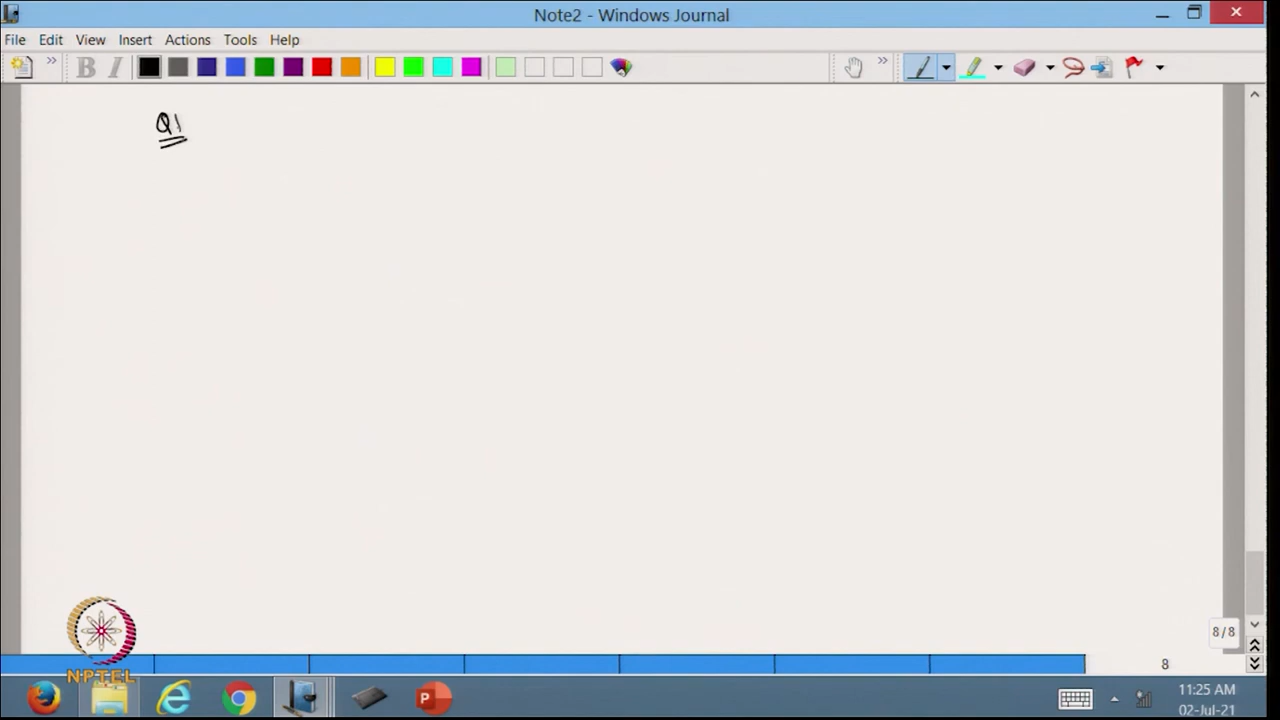 Note2 - Windows Journal
File Edit View Insert Actions Tools Help
B I
Q1
8/8
8
NPTEL
11:25 AM
02-Jul-21